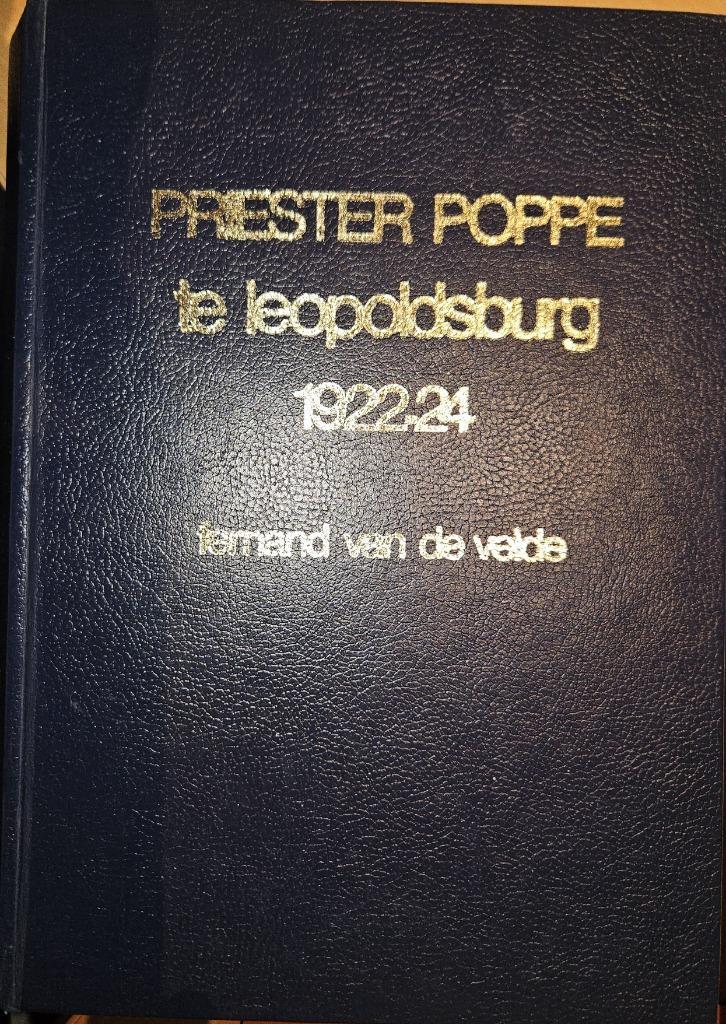 PRIESTER POPPE
te leopoldsburg
1922-24
fernand van de velde